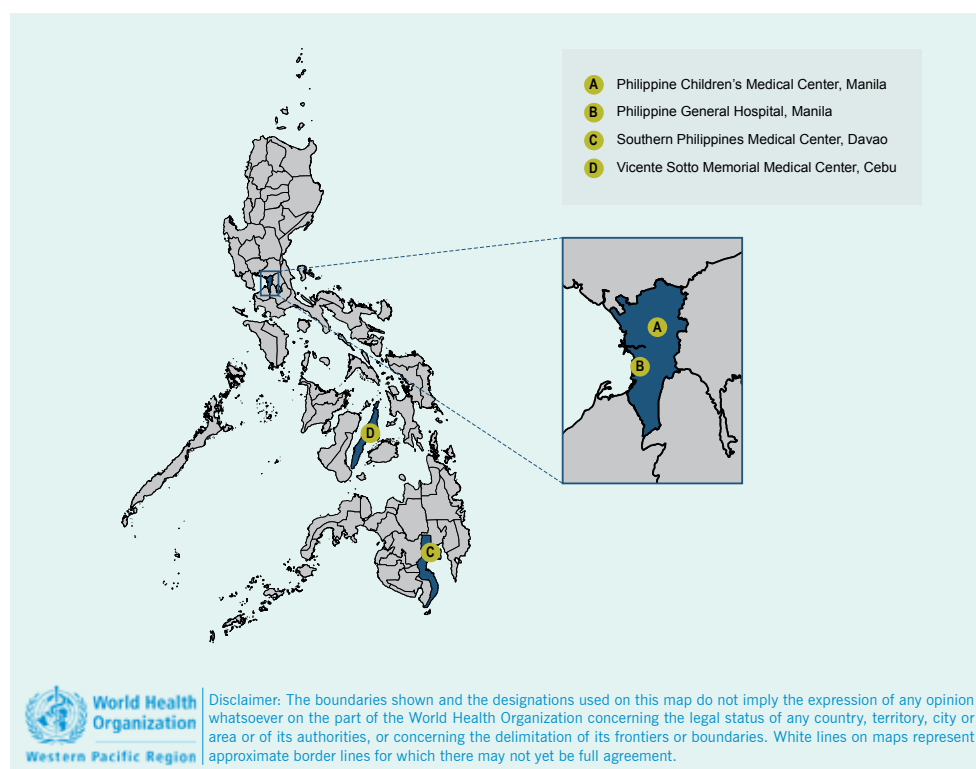 A Philippine Children’s Medical Center, Manila
B Philippine General Hospital, Manila
C Southern Philippines Medical Center, Davao
D Vicente Sotto Memorial Medical Center, Cebu
A
B
D
C
World Health
Organization
Western Pacific Region
Disclaimer: The boundaries shown and the designations used on this map do not imply the expression of any opinion
whatsoever on the part of the World Health Organization concerning the legal status of any country, territory, city or
area or of its authorities, or concerning the delimitation of its frontiers or boundaries. White lines on maps represent
approximate border lines for which there may not yet be full agreement.